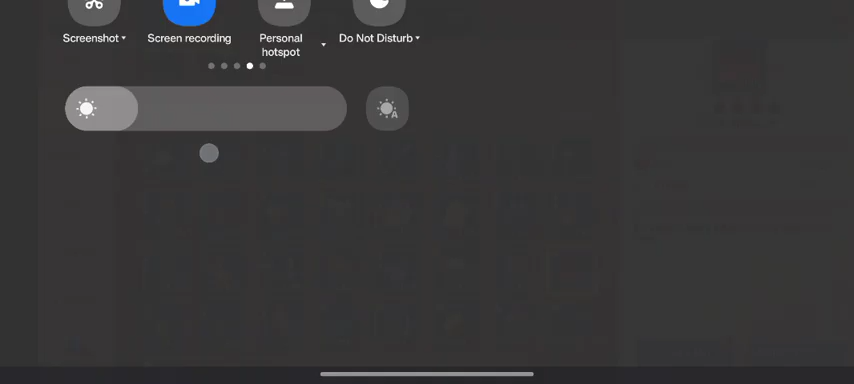 Screenshot
Screen recording
Personal
hotspot
Do Not Disturb
A